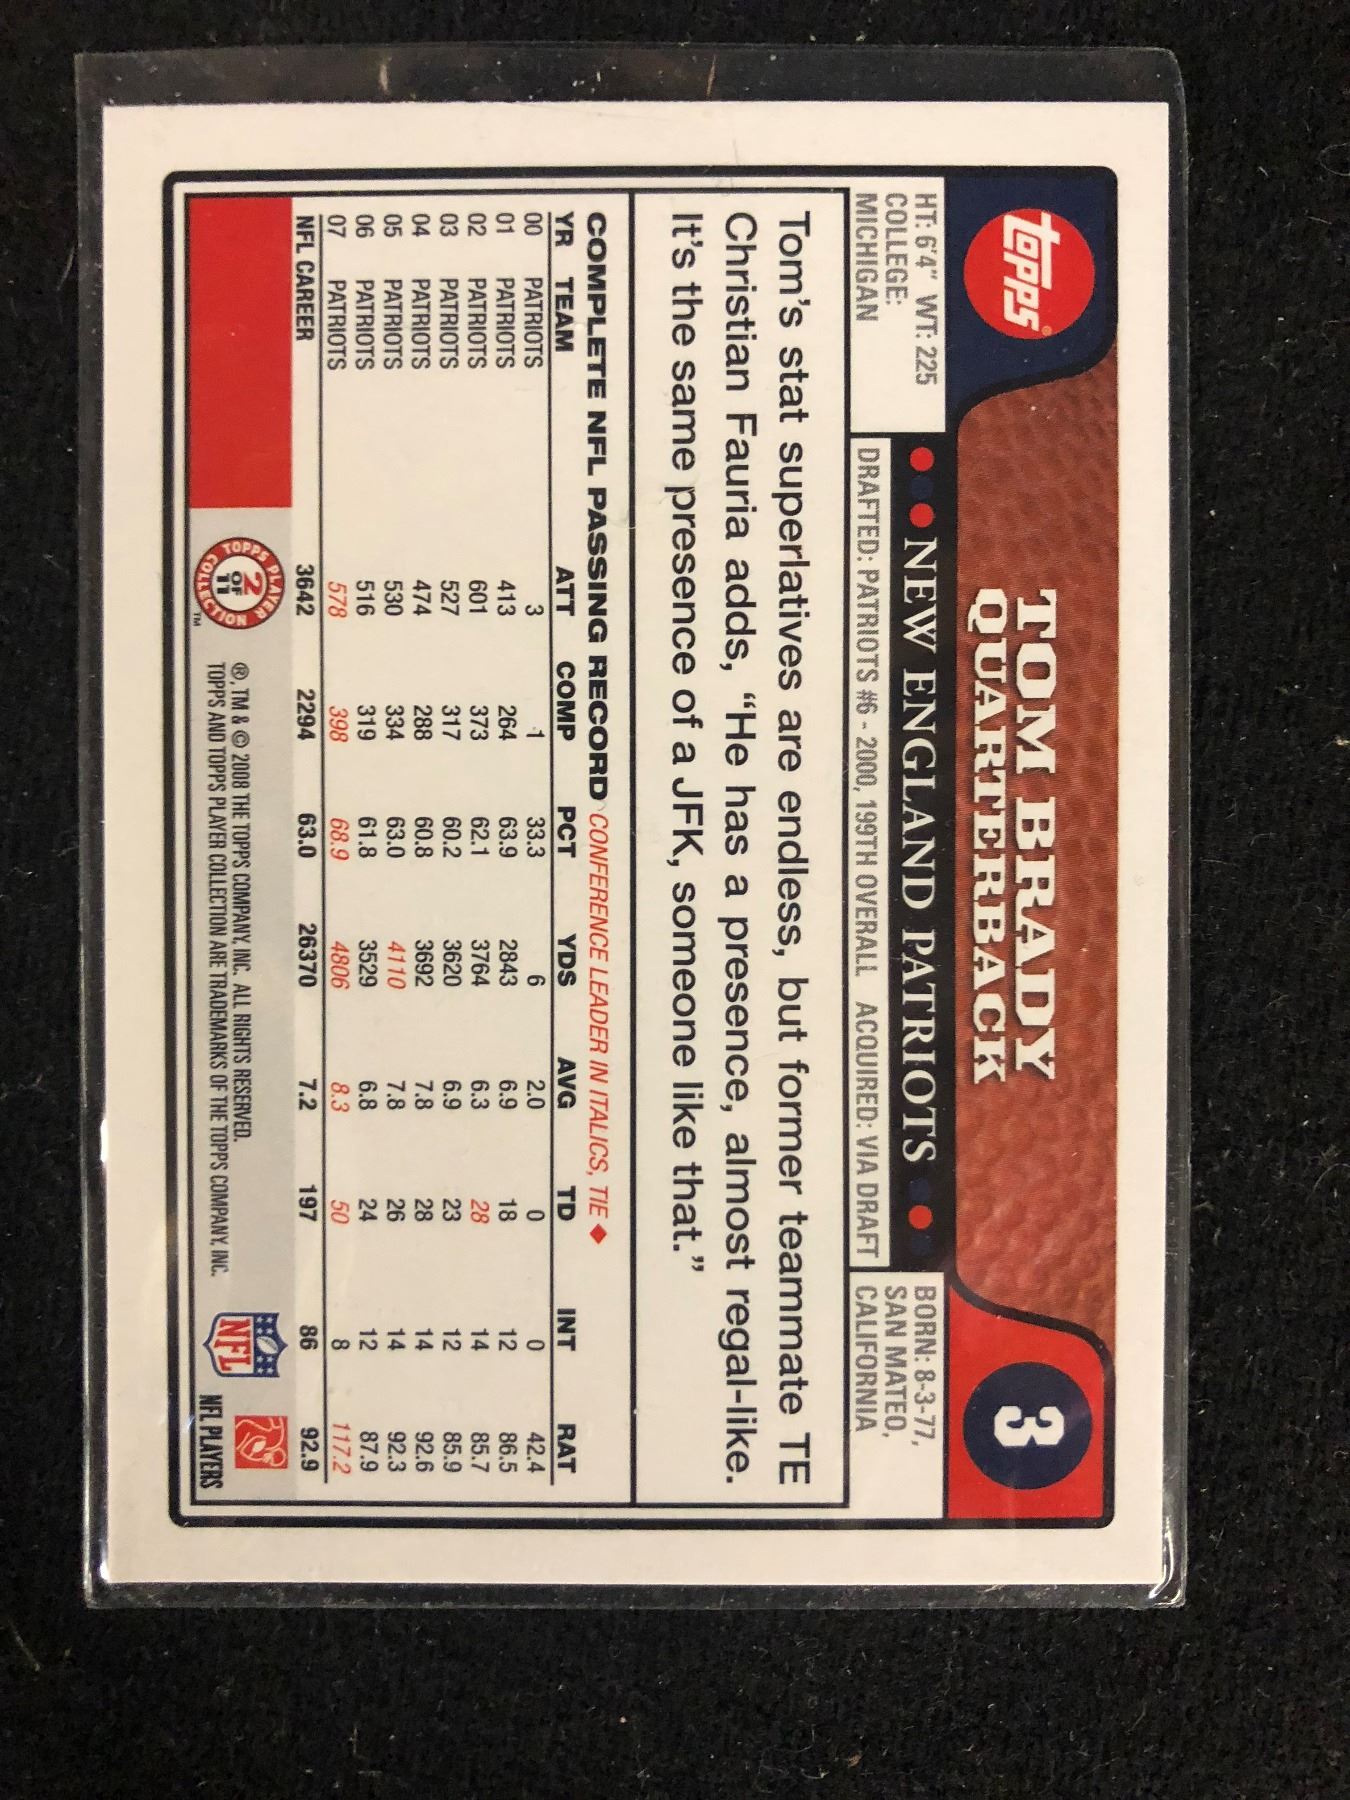 topps®
TOM BRADY
QUARTERBACK
3
HT: 6'4" WT: 225
COLLEGE:
MICHIGAN
NEW ENGLAND PATRIOTS
DRAFTED: PATRIOTS #6 - 2000, 199TH OVERALL ACQUIRED: VIA DRAFT
BORN: 8-3-77,
SAN MATEO,
CALIFORNIA
Tom's stat superlatives are endless, but former teammate TE
Christian Fauria adds, “He has a presence, almost regal-like.
It's the same presence of a JFK, someone like that.”
COMPLETE NFL PASSING RECORD CONFERENCE LEADER IN ITALICS, TIE ♦
YR TEAM ATT COMP PCT YDS AVG TD INT RAT
00 PATRIOTS 3 1 33.3 6 2.0 0 0 42.4
01 PATRIOTS 413 264 63.9 2843 6.9 18 12 86.5
02 PATRIOTS 601 373 62.1 3764 6.3 28 14 85.7
03 PATRIOTS 527 317 60.2 3620 6.9 23 12 85.9
04 PATRIOTS 474 288 60.8 3692 7.8 28 14 92.6
05 PATRIOTS 530 334 63.0 4110 7.8 26 14 92.3
06 PATRIOTS 516 319 61.8 3529 6.8 24 12 87.9
07 PATRIOTS 578 398 68.9 4806 8.3 50 8 117.2
NFL CAREER 3642 2294 63.0 26370 7.2 197 86 92.9
TOPPS PLAYER
2
OF
11
COLLECTION ™
®, TM & © 2008 THE TOPPS COMPANY, INC. ALL RIGHTS RESERVED.
TOPPS AND TOPPS PLAYER COLLECTION ARE TRADEMARKS OF THE TOPPS COMPANY, INC.
NFL
NFL PLAYERS